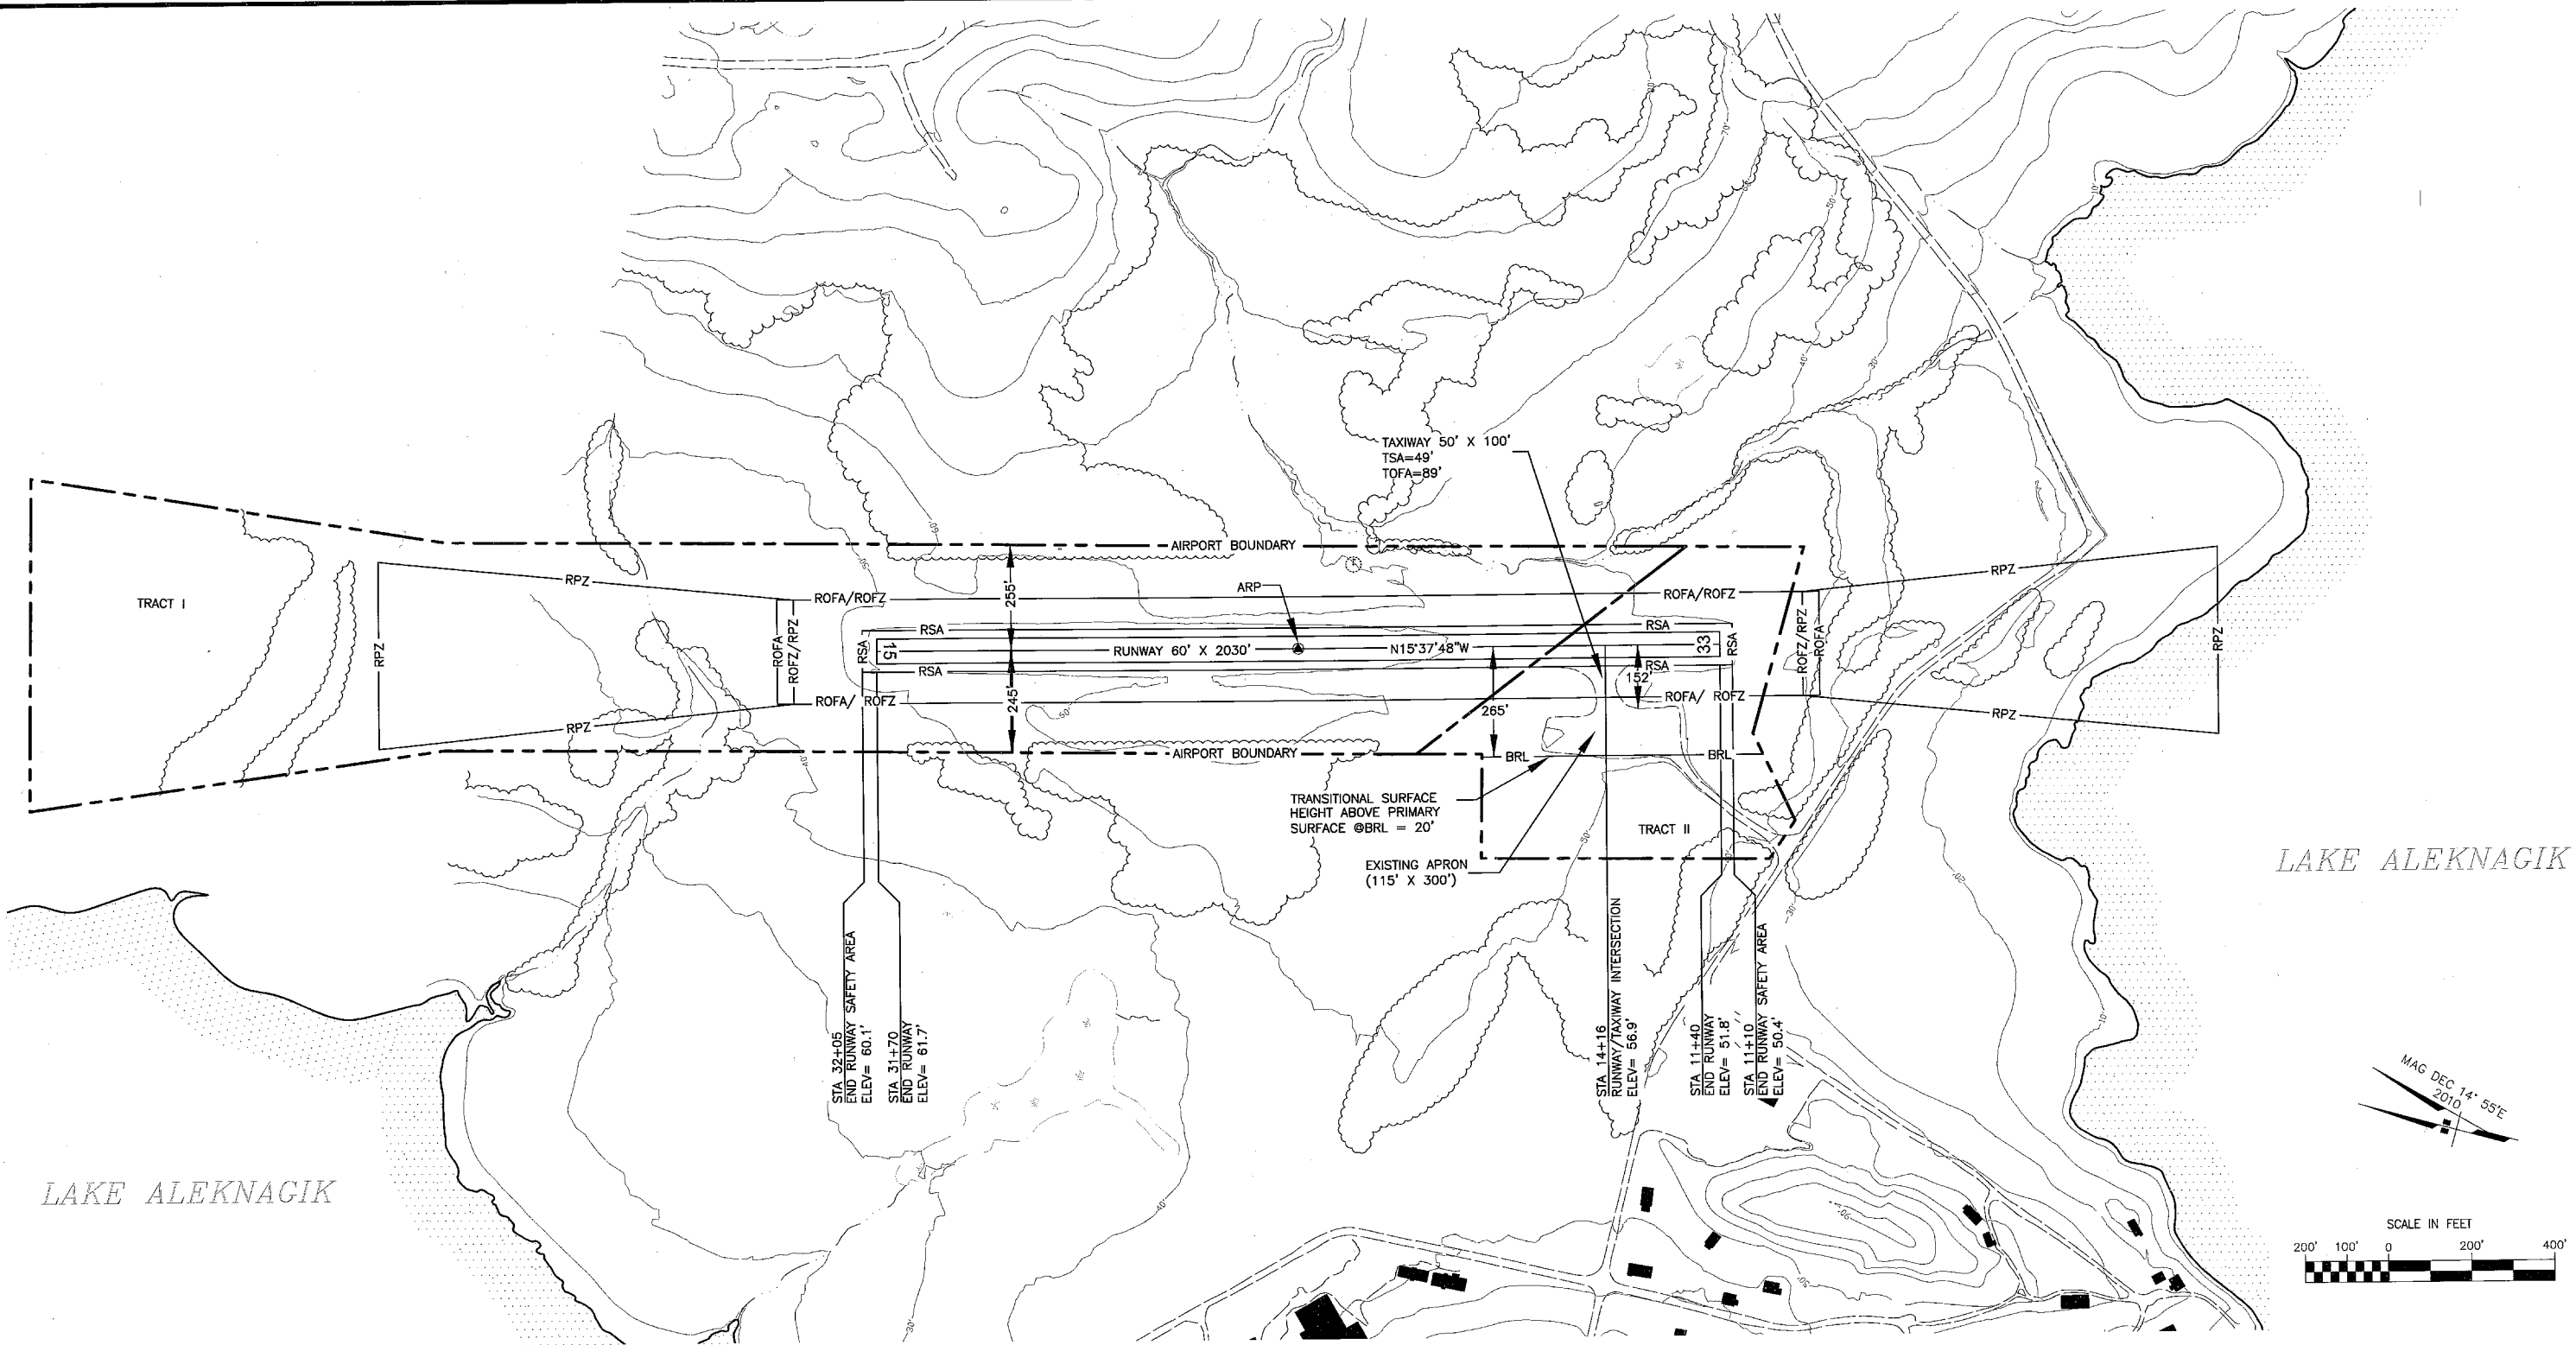 TAXIWAY 50' X 100'
TSA=49'
TOFA=89'
AIRPORT BOUNDARY
TRACT I
RPZ
RPZ
RPZ
RPZ
RPZ
RPZ
ROFA/ROFZ
ROFA/ROFZ
ARP
255'
ROFA
ROFZ/RPZ
ROFZ/RPZ
ROFA
RSA
RSA
RSA
RSA
15
RUNWAY 60' X 2030'
N15°37'48"W
33
RSA
RSA
152'
ROFA/ ROFZ
ROFA/ ROFZ
245'
265'
AIRPORT BOUNDARY
BRL
BRL
TRANSITIONAL SURFACE
HEIGHT ABOVE PRIMARY
SURFACE @BRL = 20'
TRACT II
EXISTING APRON
(115' X 300')
LAKE ALEKNAGIK
STA 32+05
END RUNWAY SAFETY AREA
ELEV= 60.1'
STA 31+70
END RUNWAY
ELEV= 61.7'
STA 14+16
RUNWAY/TAXIWAY INTERSECTION
ELEV= 56.9'
STA 11+40
END RUNWAY
ELEV= 51.8'
STA 11+10
END RUNWAY SAFETY AREA
ELEV= 50.4'
MAG DEC 14° 55'E
2010
LAKE ALEKNAGIK
SCALE IN FEET
200' 100' 0 200' 400'